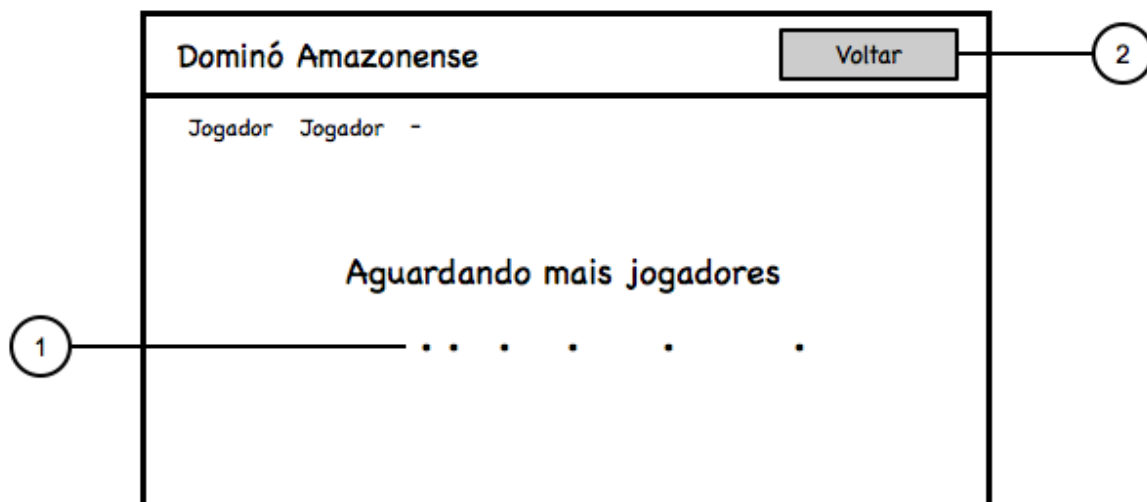 Dominó Amazonense
Voltar
2
Jogador Jogador -
Aguardando mais jogadores
1